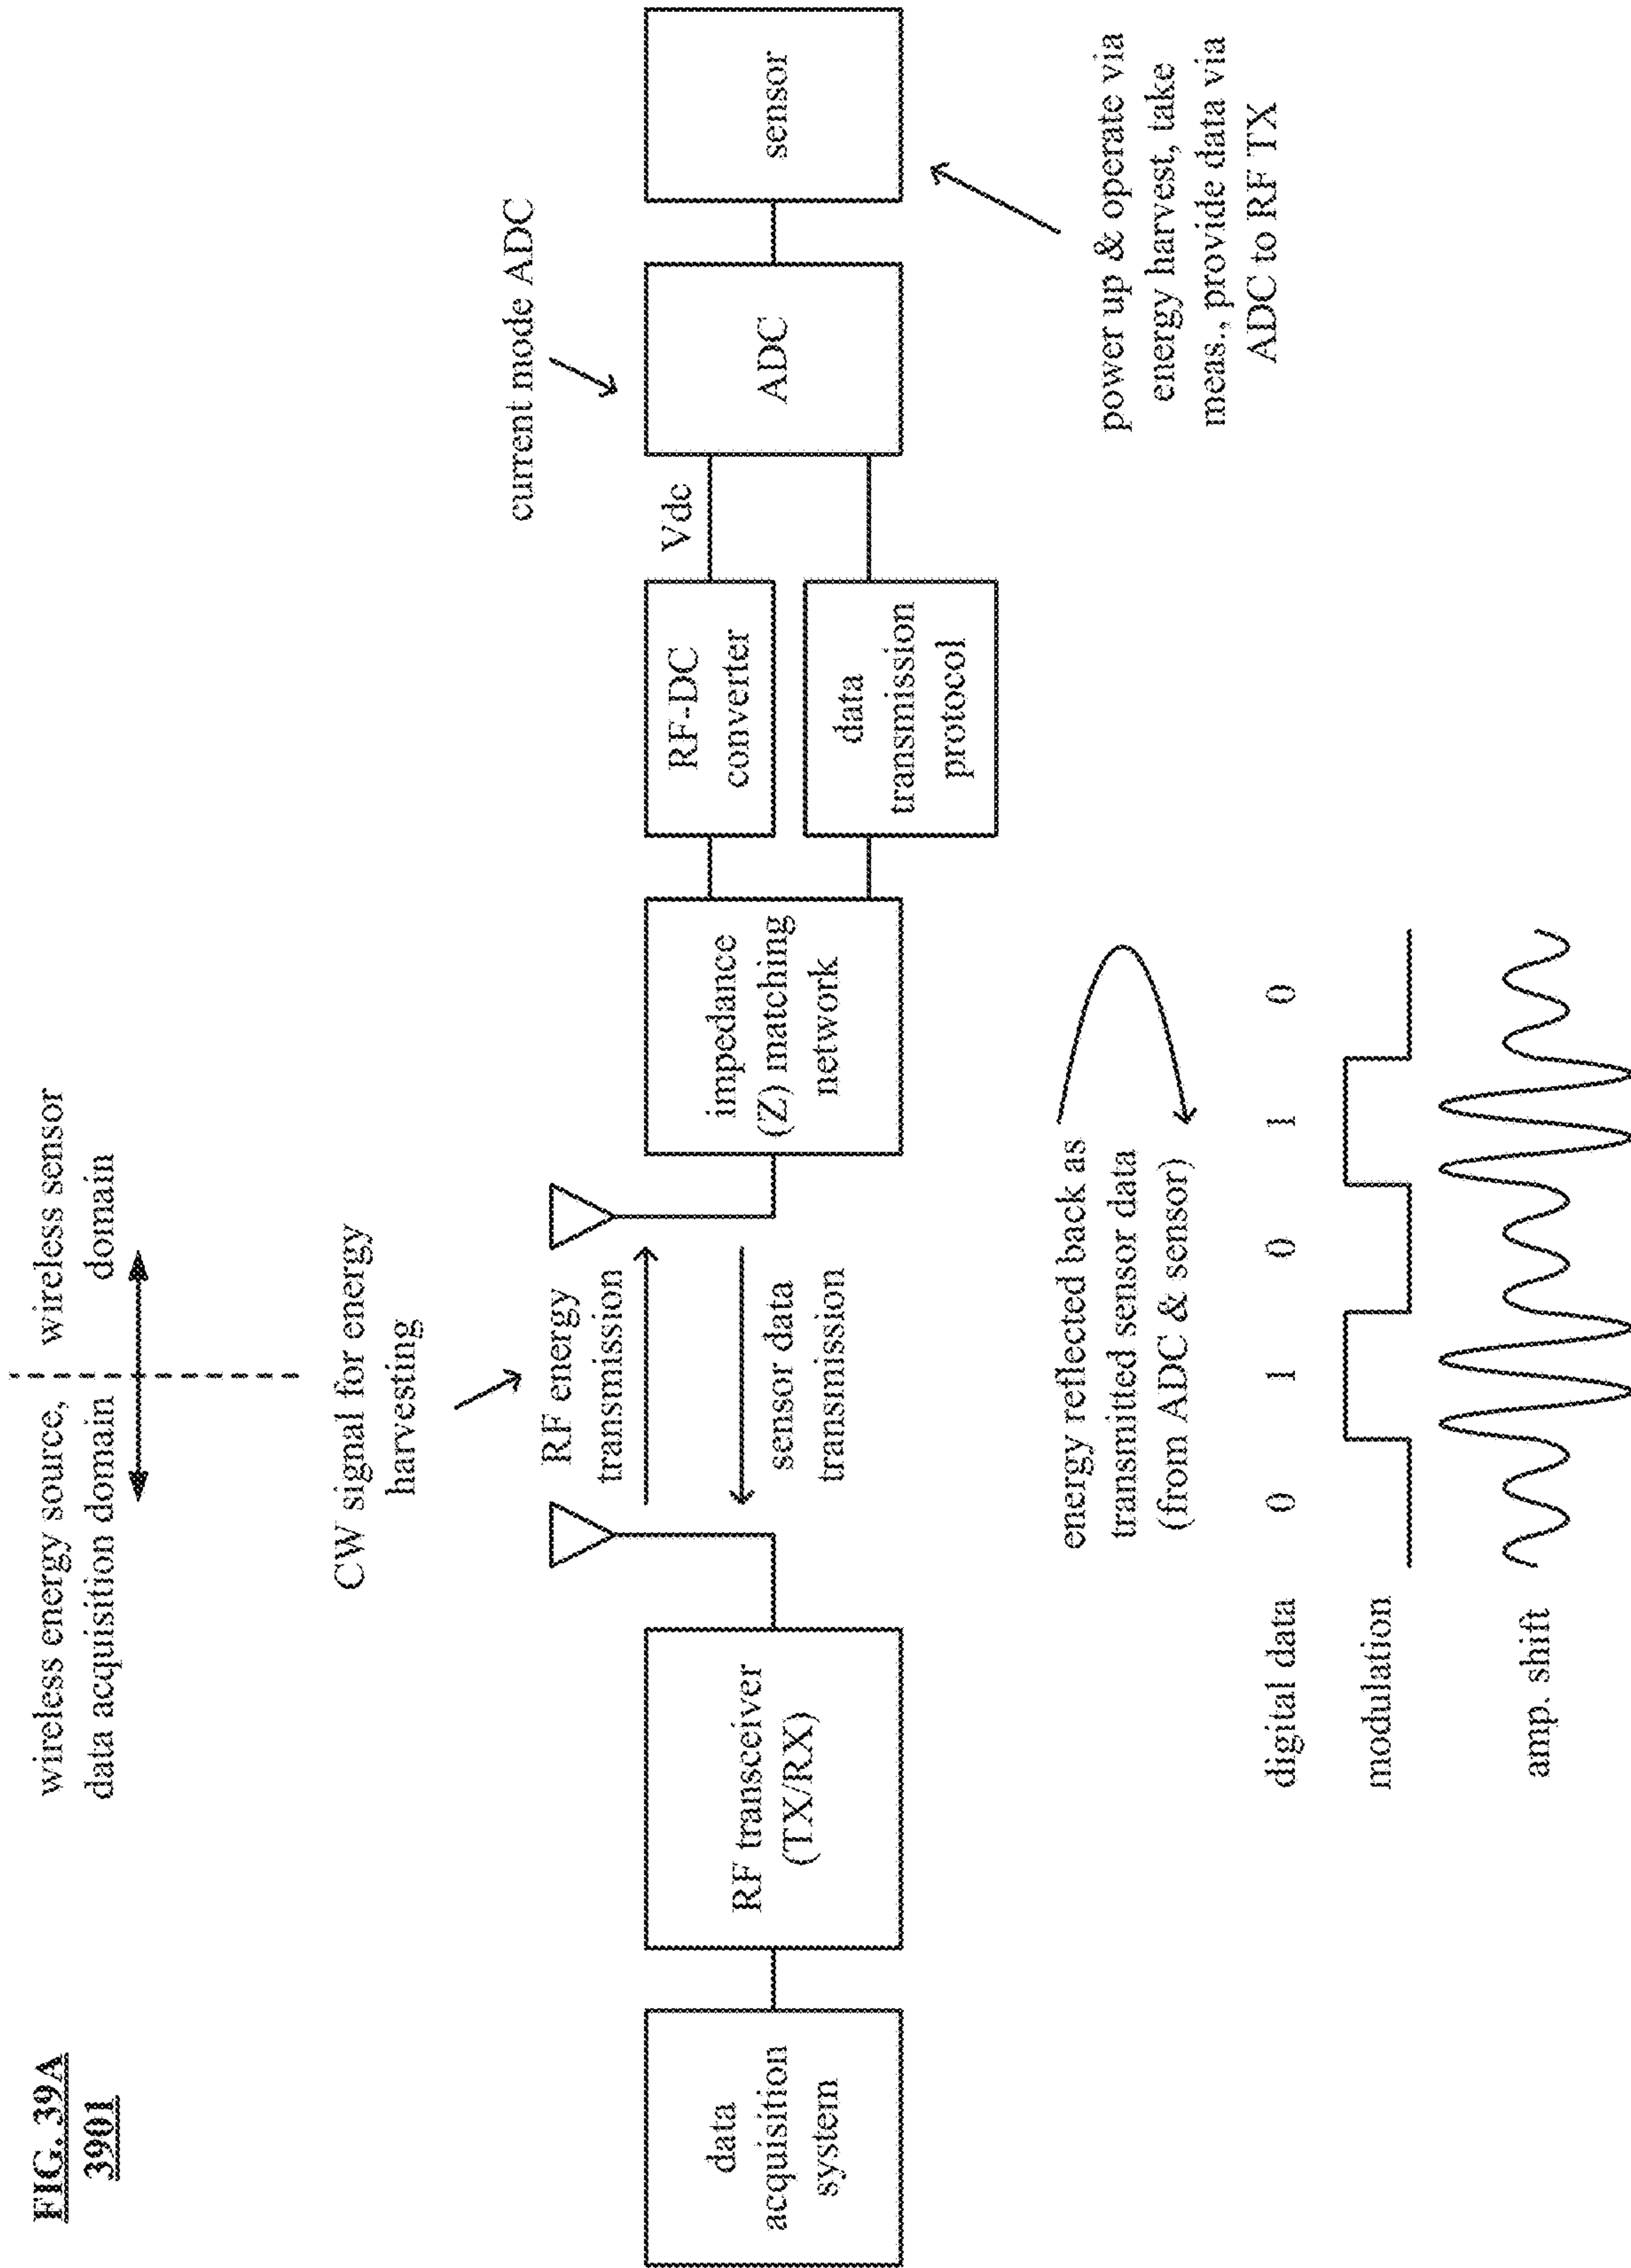 FIG. 39A
3901
wireless energy source,
data acquisition domain
wireless sensor
domain
CW signal for energy
harvesting
RF energy
transmission
sensor data
transmission
data
acquisition
system
RF transceiver
(TX/RX)
impedance
(Z) matching
network
RF-DC
converter
data
transmission
protocol
Vdc
current mode ADC
ADC
sensor
power up & operate via
energy harvest, take
meas., provide data via
ADC to RF TX
energy reflected back as
transmitted sensor data
(from ADC & sensor)
digital data 0 1 0 1 0
modulation
amp. shift